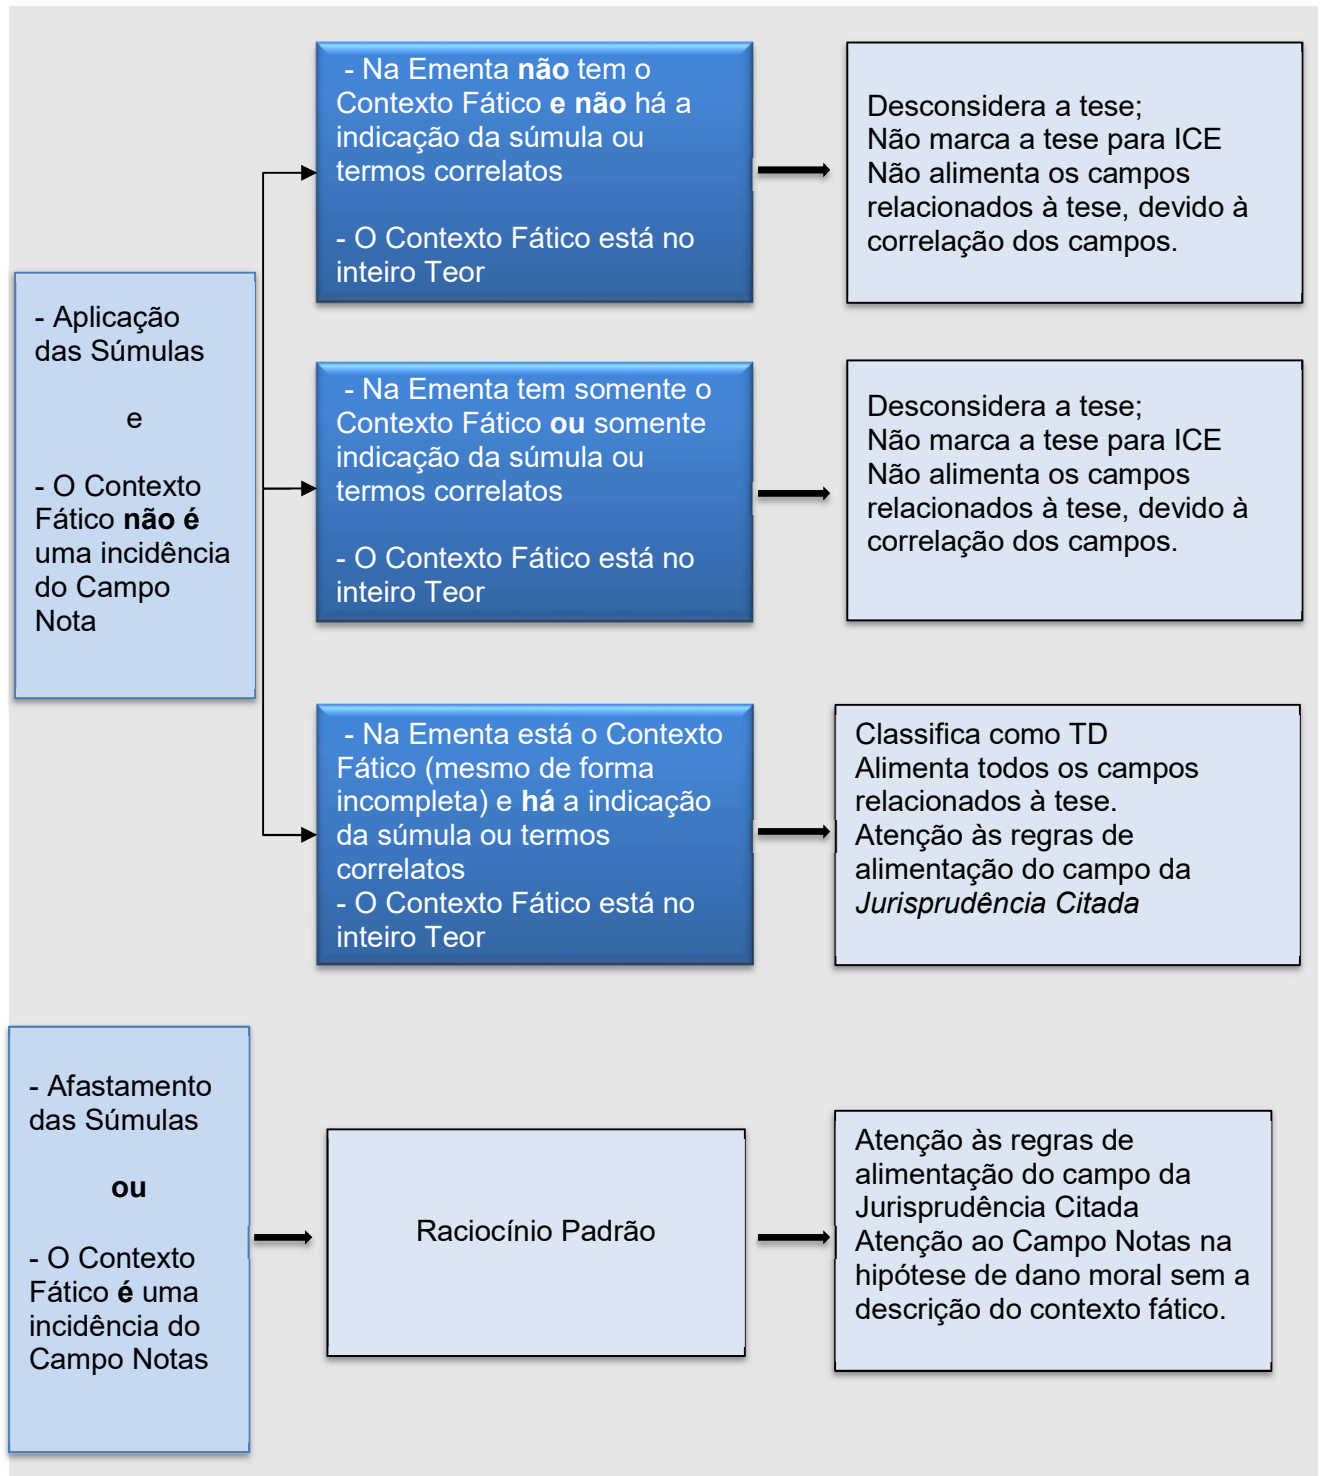 - Aplicação
das Súmulas
e
- O Contexto
Fático não é
uma incidência
do Campo
Nota
- Na Ementa não tem o
Contexto Fático e não há a
indicação da súmula ou
termos correlatos
- O Contexto Fático está no
inteiro Teor
Desconsidera a tese;
Não marca a tese para ICE
Não alimenta os campos
relacionados à tese, devido à
correlação dos campos.
- Na Ementa tem somente o
Contexto Fático ou somente
indicação da súmula ou
termos correlatos
- O Contexto Fático está no
inteiro Teor
Desconsidera a tese;
Não marca a tese para ICE
Não alimenta os campos
relacionados à tese, devido à
correlação dos campos.
- Na Ementa está o Contexto
Fático (mesmo de forma
incompleta) e há a indicação
da súmula ou termos
correlatos
- O Contexto Fático está no
inteiro Teor
Classifica como TD
Alimenta todos os campos
relacionados à tese.
Atenção às regras de
alimentação do campo da
Jurisprudência Citada
- Afastamento
das Súmulas
ou
- O Contexto
Fático é uma
incidência do
Campo Notas
Raciocínio Padrão
Atenção às regras de
alimentação do campo da
Jurisprudência Citada
Atenção ao Campo Notas na
hipótese de dano moral sem a
descrição do contexto fático.